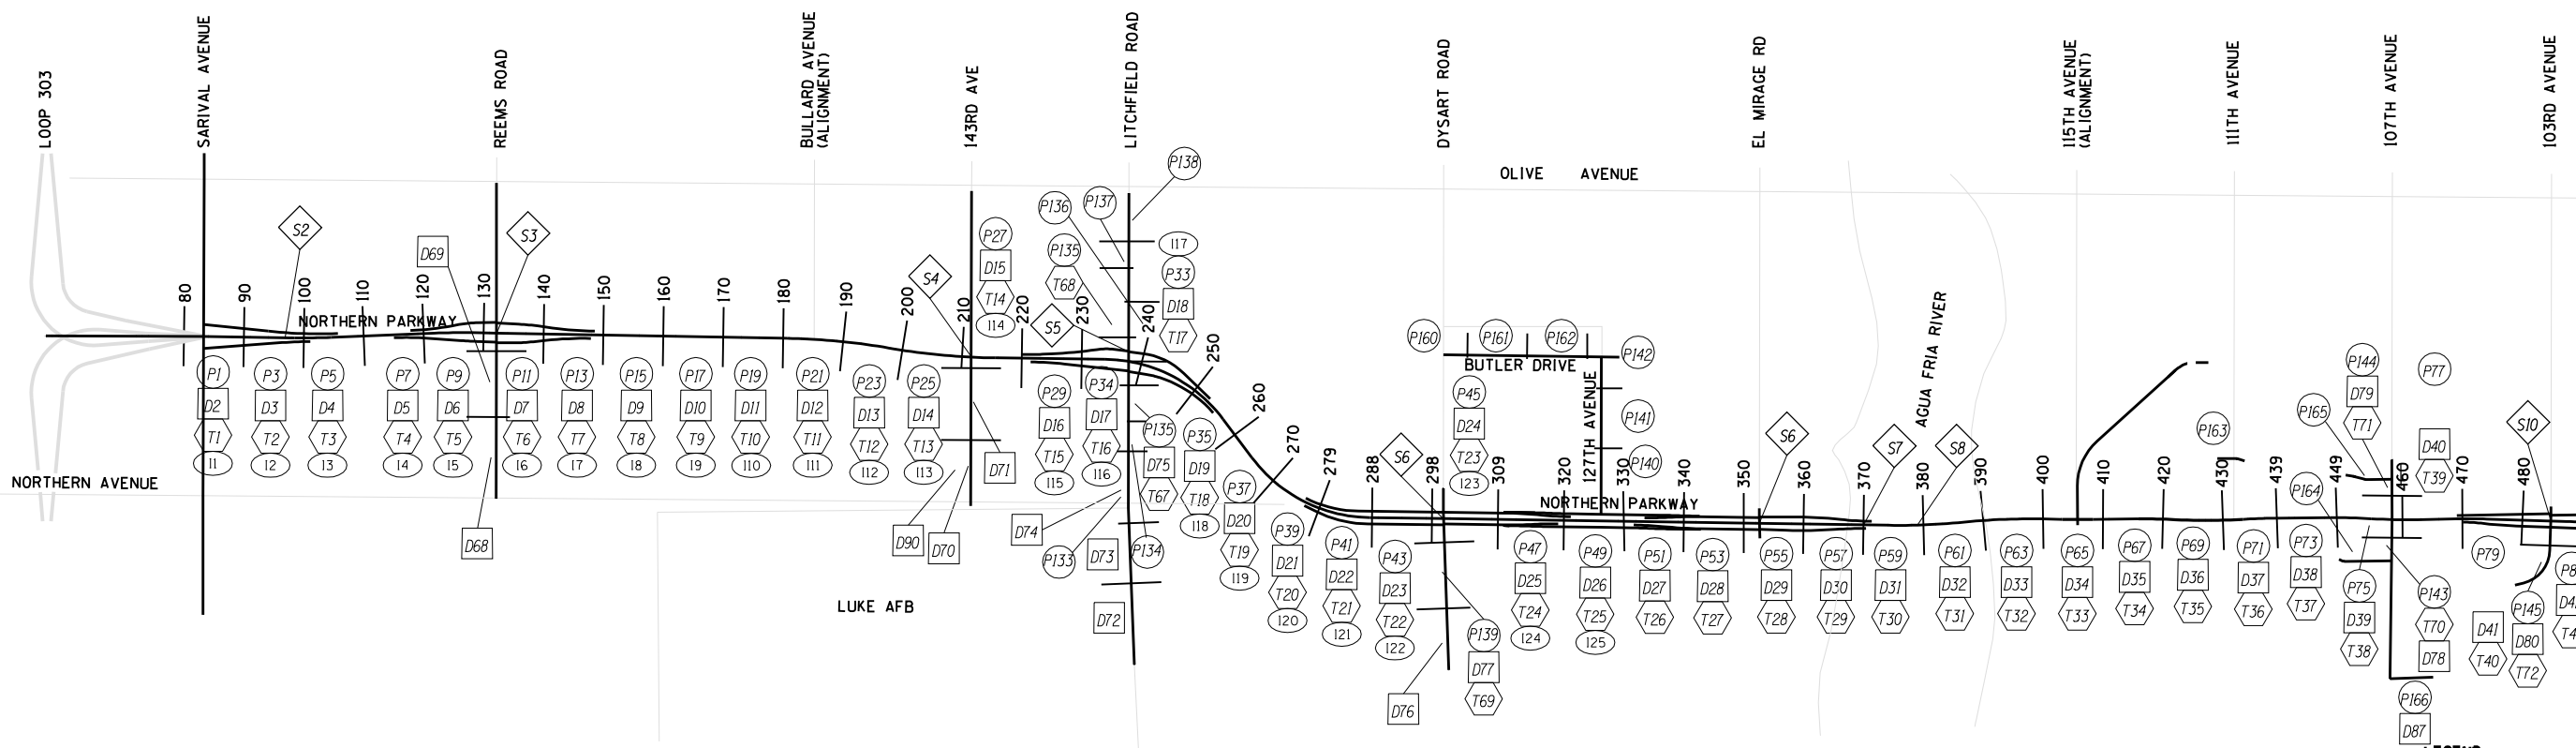 LOOP 303
SARIVAL AVENUE
REEMS ROAD
BULLARD AVENUE
(ALIGNMENT)
143RD AVE
LITCHFIELD ROAD
DYSART ROAD
EL MIRAGE RD
115TH AVENUE
(ALIGNMENT)
111TH AVENUE
107TH AVENUE
103RD AVENUE
OLIVE AVENUE
NORTHERN PARKWAY
NORTHERN AVENUE
LUKE AFB
BUTLER DRIVE
127TH AVENUE
NORTHERN PARKWAY
AGUA FRIA RIVER
80 90 100 110 120 130 140 150 160 170 180 190 200 210 220 230 240 250 260 270 279 288 298 309 320 330 340 350 360 370 380 390 400 410 420 430 439 449 460 470 480
S2
D69
S3
S4
S5
S6
S6
S7
S8
S10
P1 D2 T1 I1
P3 D3 T2 I2
P5 D4 T3 I3
P7 D5 T4 I4
P9 D6 T5 I5
P11 D7 T6 I6
P13 D8 T7 I7
P15 D9 T8 I8
P17 D10 T9 I9
P19 D11 T10 I10
P21 D12 T11 I11
P23 D13 T12 I12
P25 D14 T13 I13
P27 D15 T14 I14
P29 D16 T15 I15
P34 D17 T16 I16
P136
P137
P138
P135 T68
I17 P33 D18 T17
P135 D75 T67
P35 D19 T18 I18
P37 D20 T19 I19
P39 D21 T20 I20
P41 D22 T21 I21
P43 D23 T22 I22
P45 D24 T23 I23
P47 D25 T24 I24
P49 D26 T25 I25
P51 D27 T26
P53 D28 T27
P55 D29 T28
P57 D30 T29
P59 D31 T30
P61 D32 T31
P63 D33 T32
P65 D34 T33
P67 D35 T34
P69 D36 T35
P71 D37 T36
P73 D38 T37
P75 D39 T38
P143 T70 D78
P79
D41 T40
P145 D80 T72
D68
D90
D70
D71
D74
P133
D73
P134
D72
D76
P139 D77 T69
P160
P161
P162
P142
P141
P140
P163
P164
P165
P144 D79 T71
P77
D40 T39
P166 D87